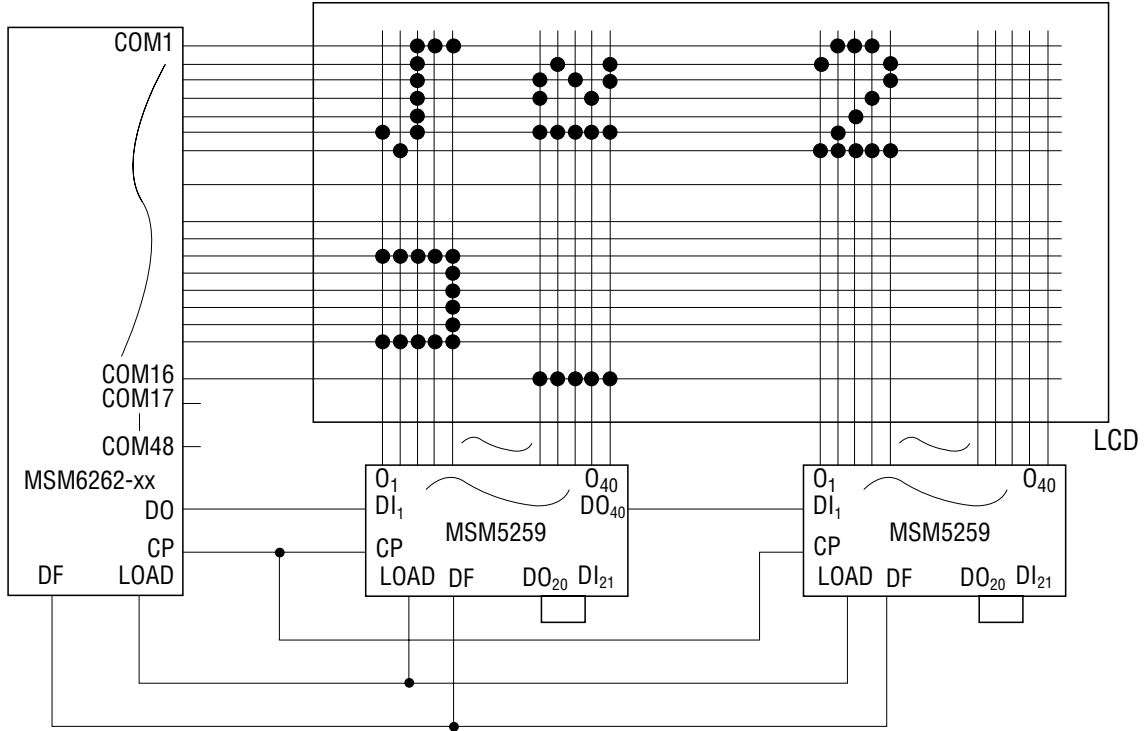 COM1
COM16
COM17
COM48
LCD
MSM6262-xx
O₁ O₄₀ O₁ O₄₀
DO DI₁ DO₄₀ DI₁
MSM5259 MSM5259
CP CP CP
DF LOAD LOAD DF DO₂₀ DI₂₁ LOAD DF DO₂₀ DI₂₁